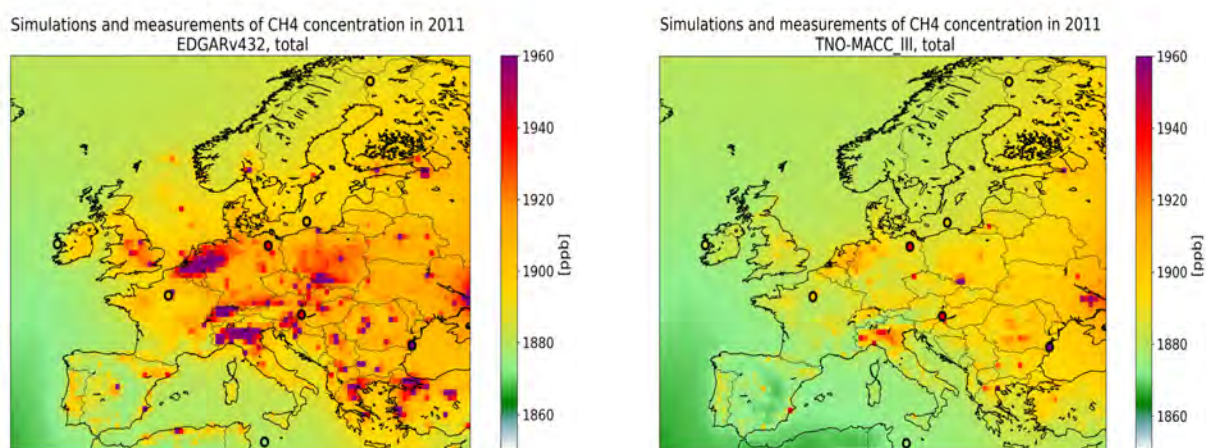 Simulations and measurements of CH4 concentration in 2011
EDGARv432, total
1960
1940
1920
1900
1880
1860
[ppb]
Simulations and measurements of CH4 concentration in 2011
TNO-MACC_III, total
1960
1940
1920
1900
1880
1860
[ppb]